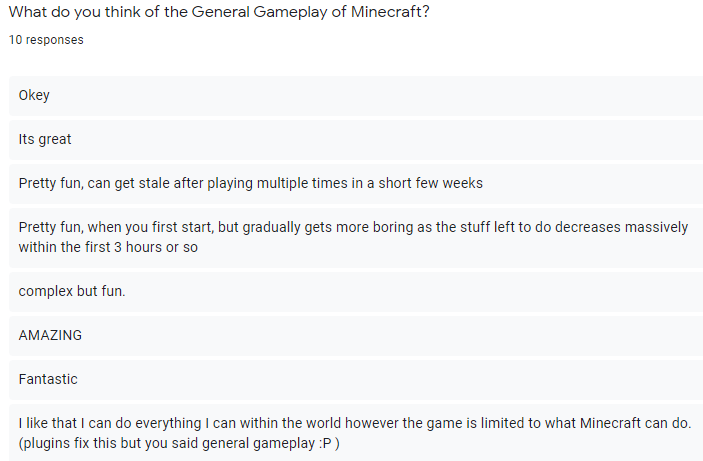 What do you think of the General Gameplay of Minecraft?
10 responses
Okey
Its great
Pretty fun, can get stale after playing multiple times in a short few weeks
Pretty fun, when you first start, but gradually gets more boring as the stuff left to do decreases massively
within the first 3 hours or so
complex but fun.
AMAZING
Fantastic
I like that I can do everything I can within the world however the game is limited to what Minecraft can do.
(plugins fix this but you said general gameplay :P )